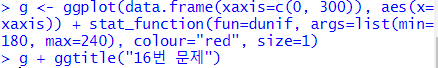 > g <- ggplot(data.frame(xaxis=c(0, 300)), aes(x=
xaxis)) + stat_function(fun=dunif, args=list(min=
180, max=240), colour="red", size=1)
> g + ggtitle("16번 문제")